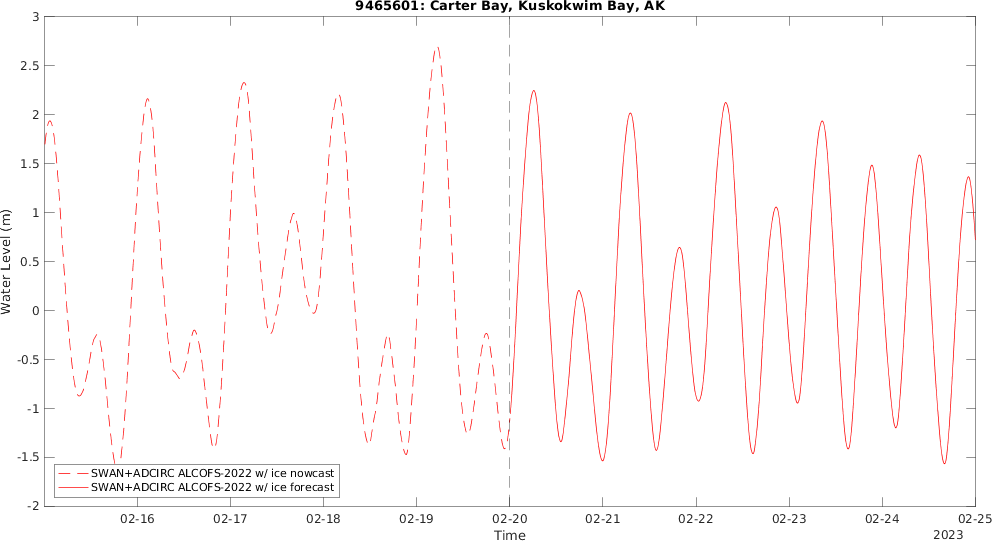 9465601: Carter Bay, Kuskokwim Bay, AK
3
2.5
2
1.5
1
0.5
0
-0.5
-1
-1.5
-2
Water Level (m)
SWAN+ADCIRC ALCOFS-2022 w/ ice nowcast
SWAN+ADCIRC ALCOFS-2022 w/ ice forecast
02-16 02-17 02-18 02-19 02-20 02-21 02-22 02-23 02-24 02-25
Time
2023